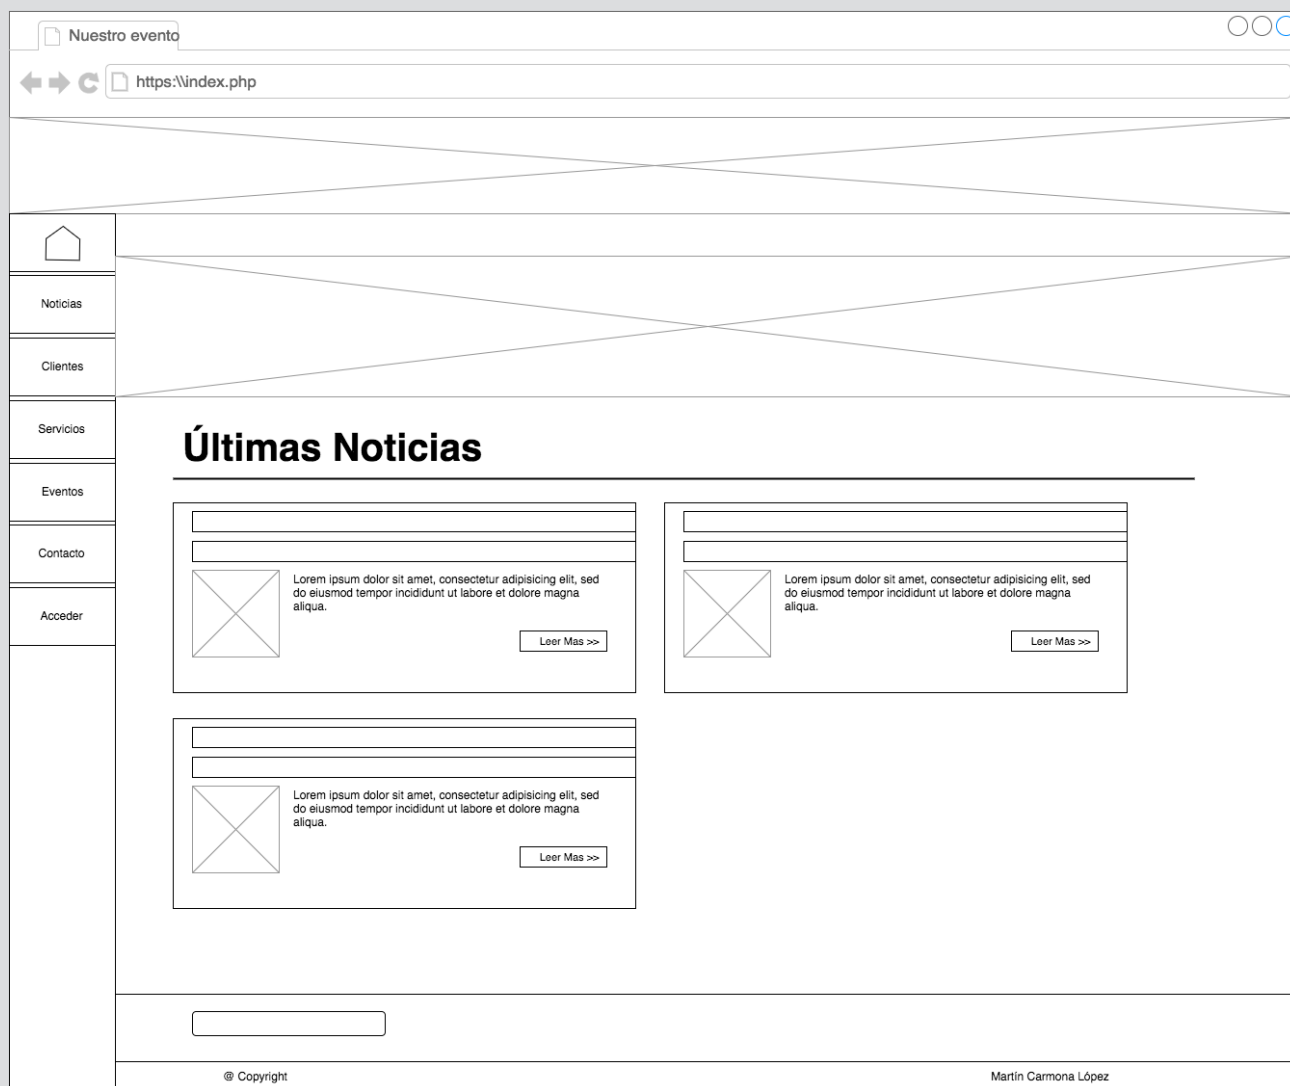 Nuestro evento
https:\\index.php
Noticias
Clientes
Servicios
Eventos
Contacto
Acceder
Últimas Noticias
Lorem ipsum dolor sit amet, consectetur adipisicing elit, sed
do eiusmod tempor incididunt ut labore et dolore magna
aliqua.
Leer Mas >>
Lorem ipsum dolor sit amet, consectetur adipisicing elit, sed
do eiusmod tempor incididunt ut labore et dolore magna
aliqua.
Leer Mas >>
Lorem ipsum dolor sit amet, consectetur adipisicing elit, sed
do eiusmod tempor incididunt ut labore et dolore magna
aliqua.
Leer Mas >>
@ Copyright
Martín Carmona López